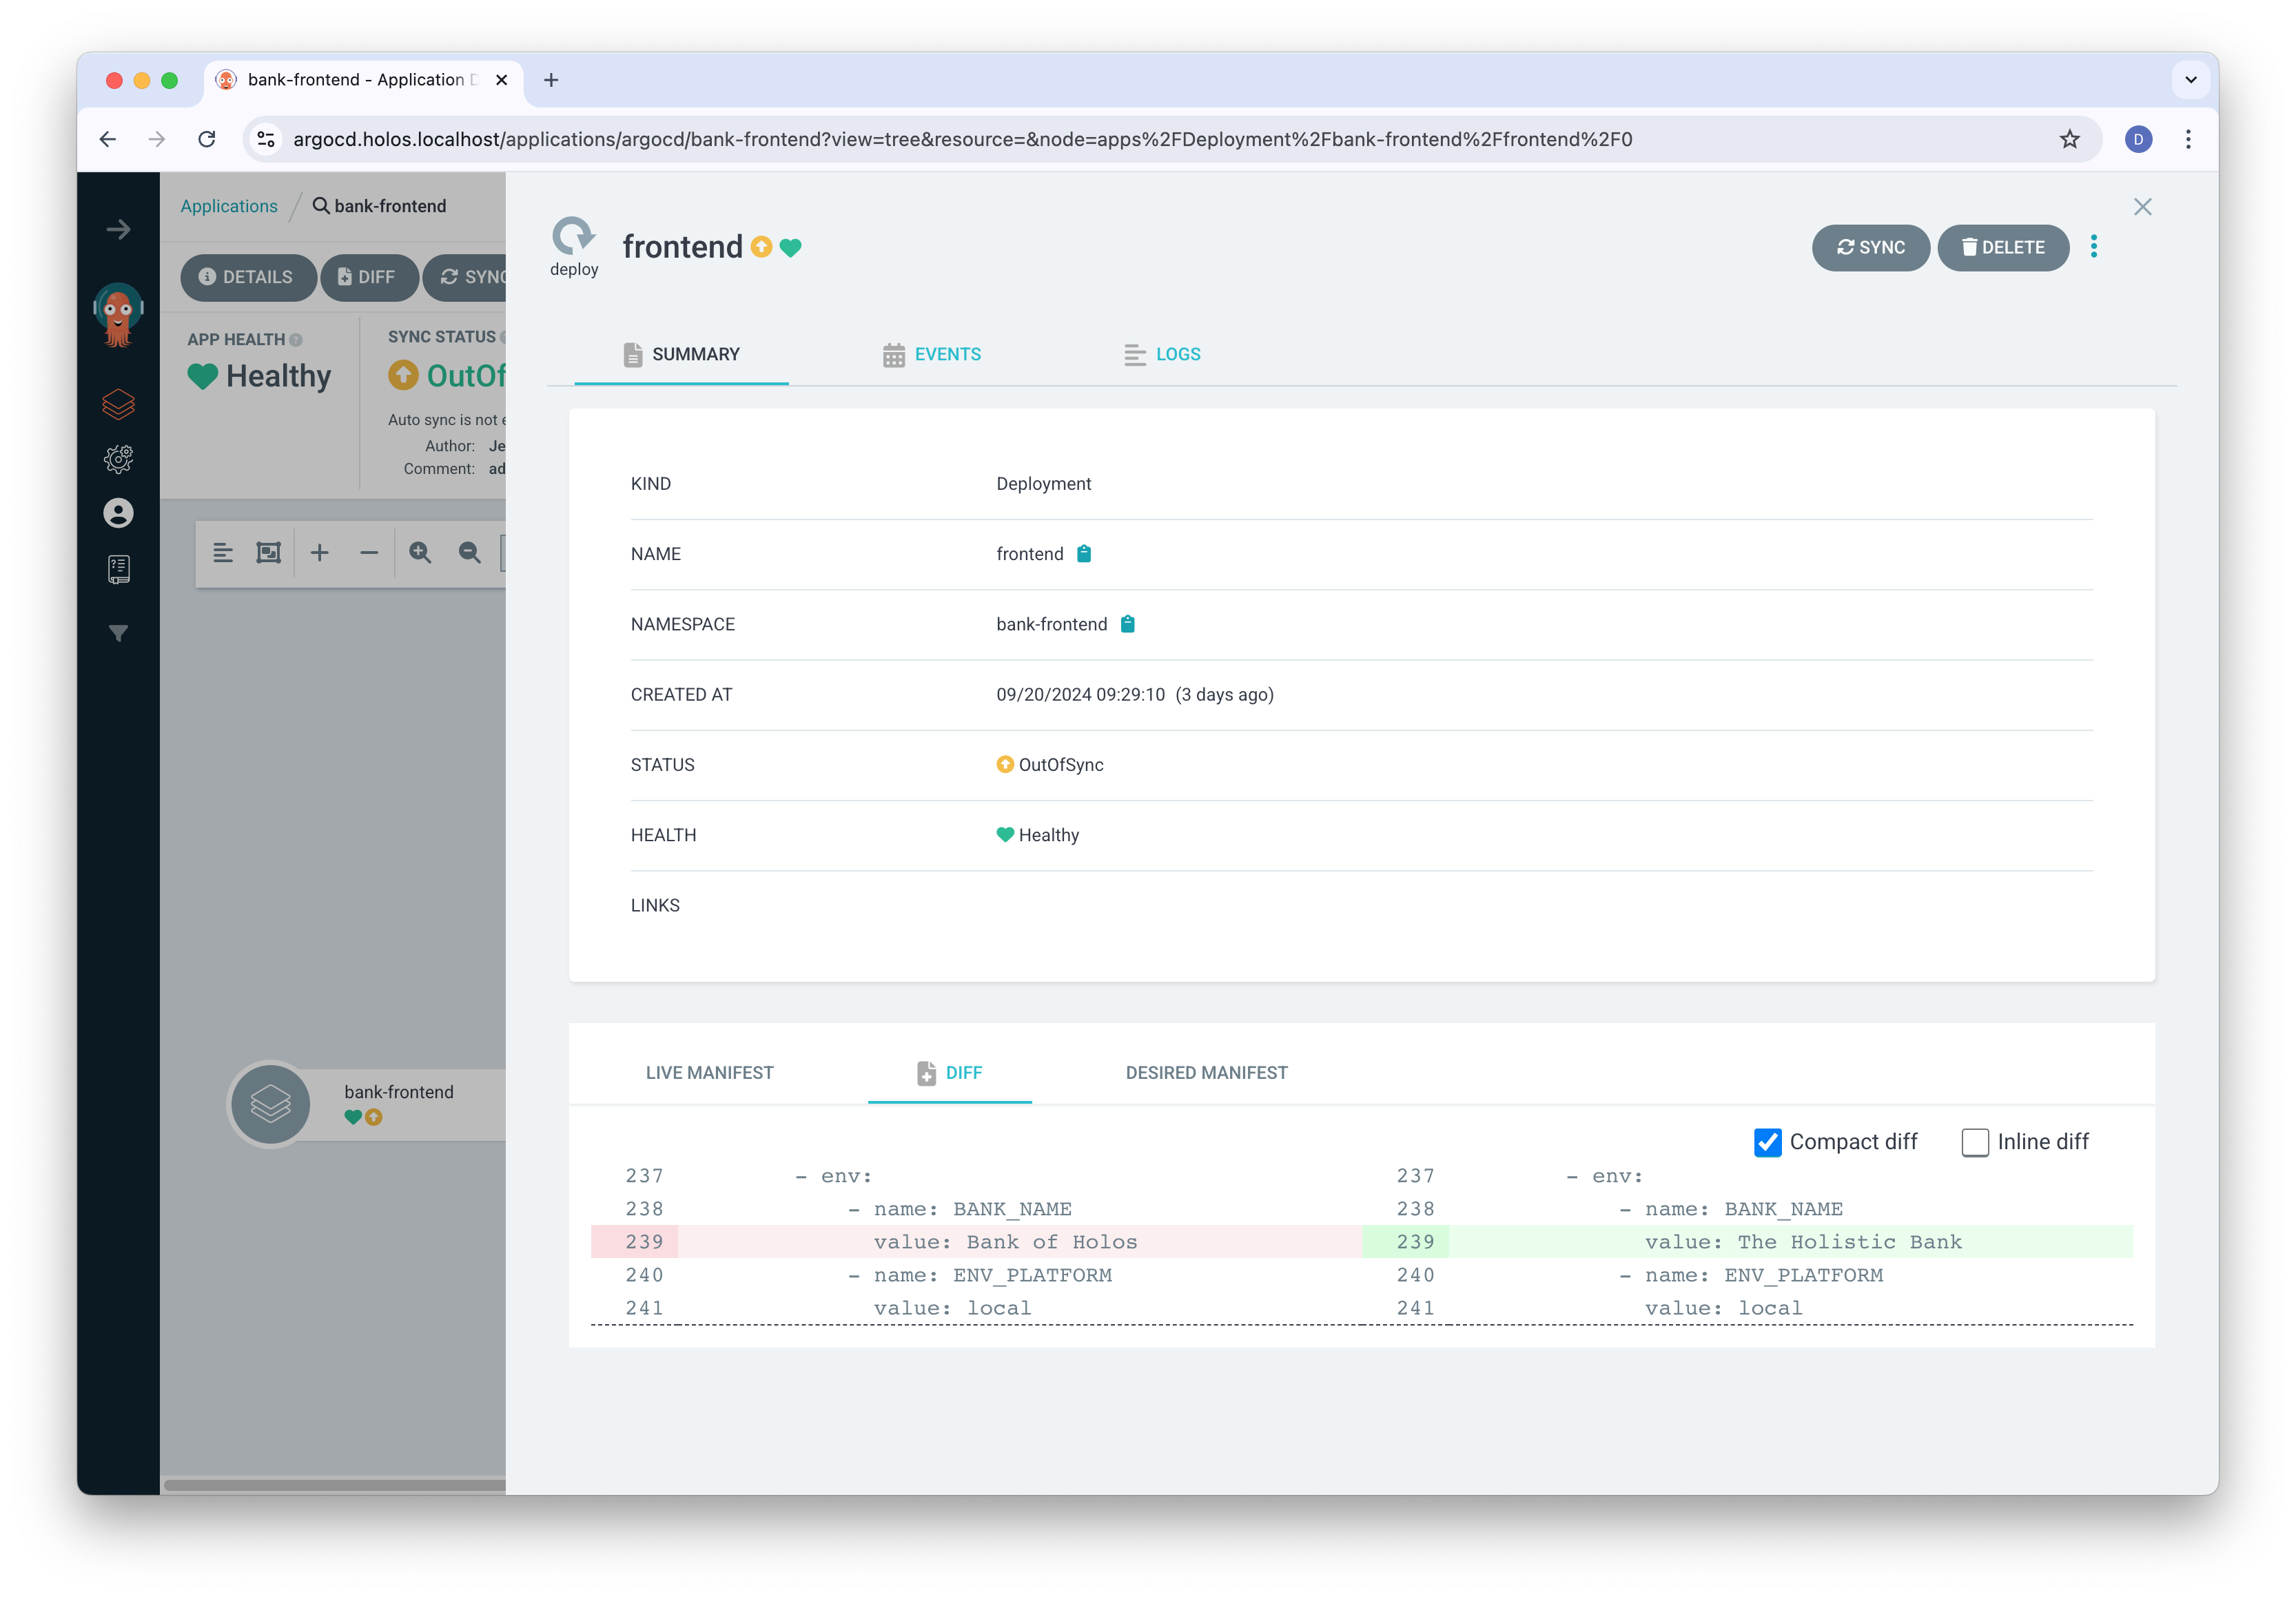 bank-frontend - Application D
argocd.holos.localhost/applications/argocd/bank-frontend?view=tree&resource=&node=apps%2FDeployment%2Fbank-frontend%2Ffrontend%2F0
D
Applications / bank-frontend
DETAILS DIFF SYNC
APP HEALTH
Healthy
SYNC STATUS
OutOf
Auto sync is not e
Author: Je
Comment: ad
bank-frontend
deploy
frontend
SYNC DELETE
SUMMARY EVENTS LOGS
KIND Deployment
NAME frontend
NAMESPACE bank-frontend
CREATED AT 09/20/2024 09:29:10 (3 days ago)
STATUS OutOfSync
HEALTH Healthy
LINKS
LIVE MANIFEST DIFF DESIRED MANIFEST
Compact diff Inline diff
237 - env: 237 - env:
238 - name: BANK_NAME 238 - name: BANK_NAME
239 value: Bank of Holos 239 value: The Holistic Bank
240 - name: ENV_PLATFORM 240 - name: ENV_PLATFORM
241 value: local 241 value: local